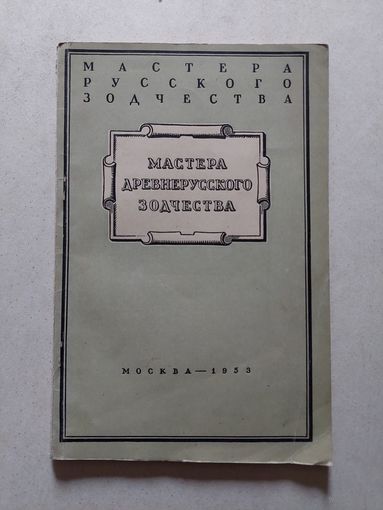 МАСТЕРА
РУССКОГО
ЗОДЧЕСТВА
МАСТЕРА
ДРЕВНЕРУССКОГО
ЗОДЧЕСТВА
МОСКВА — 1953